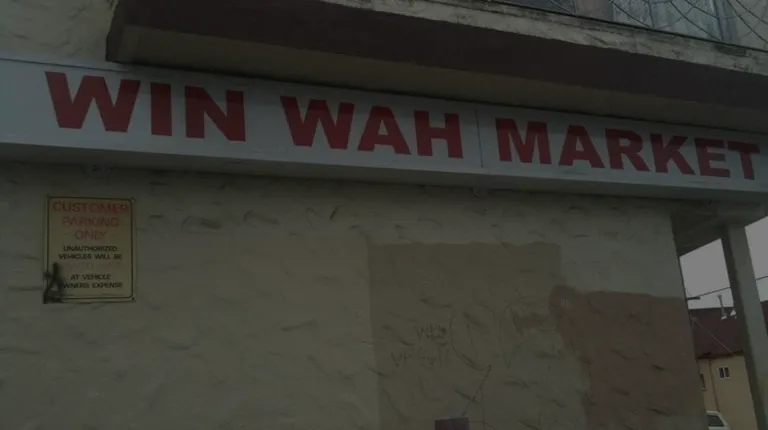 WIN WAH MARKET
CUSTOMER
PARKING
ONLY
UNAUTHORIZED
VEHICLES WILL BE
AT VEHICLE
OWNERS EXPENSE